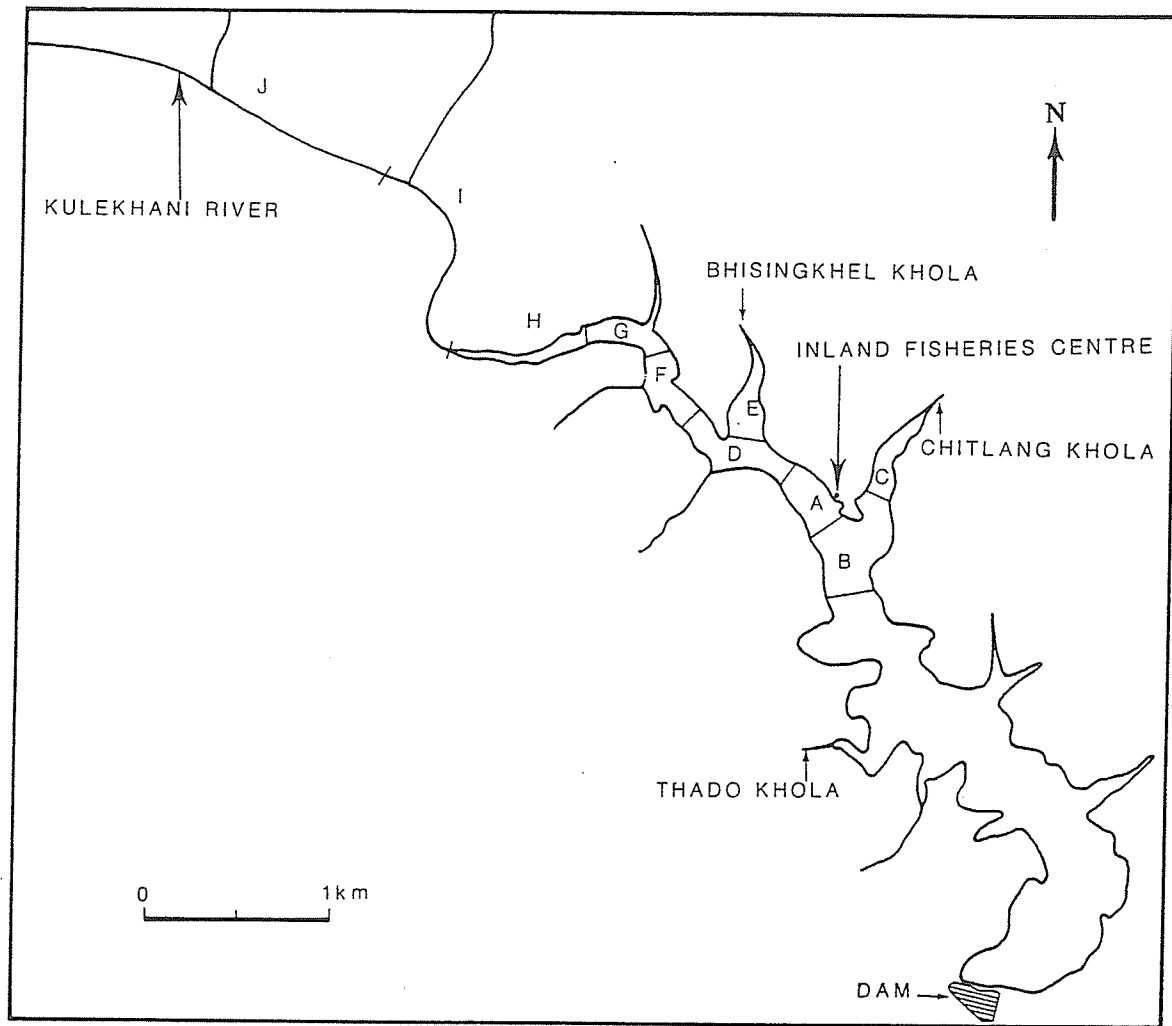 J
N
KULEKHANI RIVER
I
BHISINGKHEL KHOLA
H
G
INLAND FISHERIES CENTRE
F
E
D
CHITLANG KHOLA
C
A
B
THADO KHOLA
0 1km
DAM